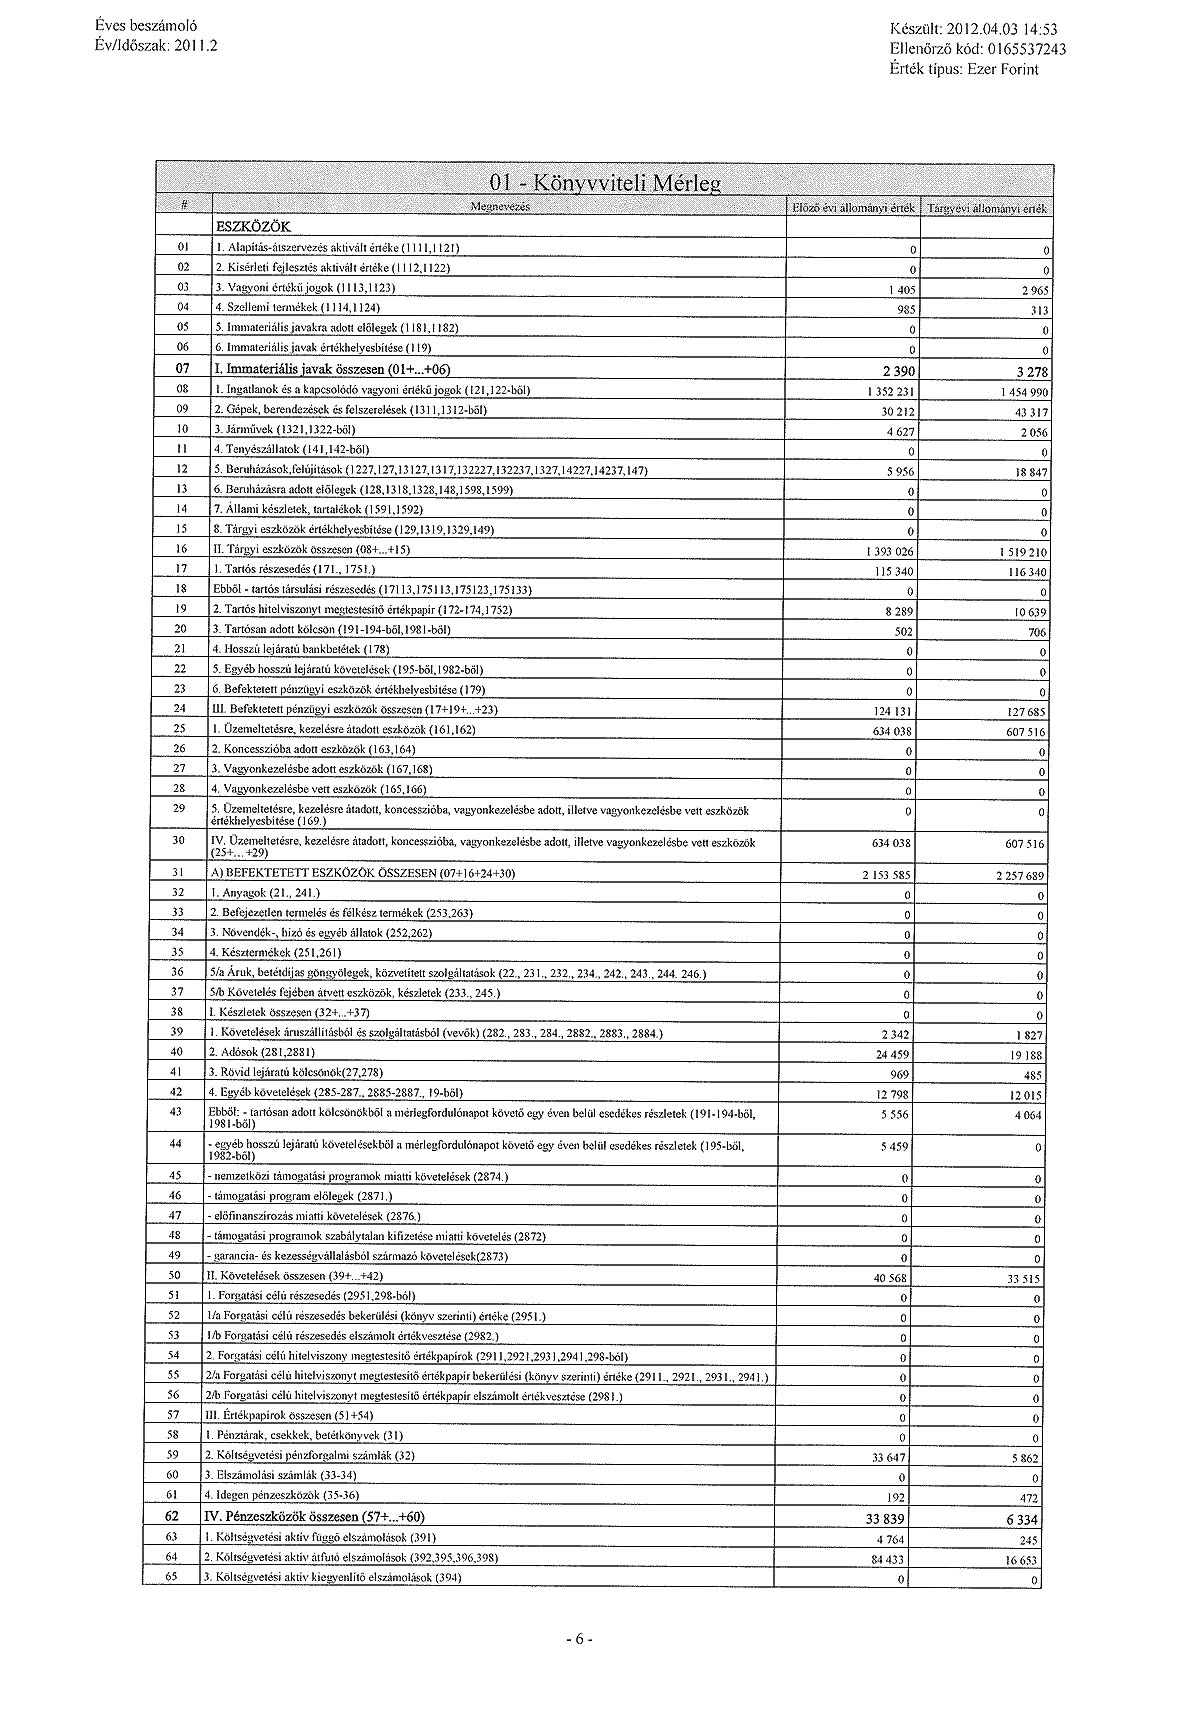 Éves beszámoló
Év/Időszak: 2011.2
Készült: 2012.04.03 14:53
Ellenőrző kód: 0165537243
Érték típus: Ezer Forint
01 - Könyvviteli Mérleg
# Megnevezés Előző évi állományi érték Tárgyévi állományi érték
ESZKÖZÖK
01 1. Alapítás-átszervezés aktivált értéke (1111,1121) 0 0
02 2. Kísérleti fejlesztés aktivált értéke (1112,1122) 0 0
03 3. Vagyoni értékű jogok (1113,1123) 1 405 2 965
04 4. Szellemi termékek (1114,1124) 985 313
05 5. Immateriális javakra adott előlegek (1181,1182) 0 0
06 6. Immateriális javak értékhelyesbítése (119) 0 0
07 I. Immateriális javak összesen (01+...+06) 2 390 3 278
08 1. Ingatlanok és a kapcsolódó vagyoni értékű jogok (121,122-ből) 1 352 231 1 454 990
09 2. Gépek, berendezések és felszerelések (1311,1312-ből) 30 212 43 317
10 3. Járművek (1321,1322-ből) 4 627 2 056
11 4. Tenyészállatok (141,142-ből) 0 0
12 5. Beruházások,felújítások (1227,127,13127,1317,132227,132237,1327,14227,14237,147) 5 956 18 847
13 6. Beruházásra adott előlegek (128,1318,1328,148,1598,1599) 0 0
14 7. Állami készletek, tartalékok (1591,1592) 0 0
15 8. Tárgyi eszközök értékhelyesbítése (129,1319,1329,149) 0 0
16 II. Tárgyi eszközök összesen (08+...+15) 1 393 026 1 519 210
17 1. Tartós részesedés (171., 1751.) 115 340 116 340
18 Ebből - tartós társulási részesedés (17113,175113,175123,175133) 0 0
19 2. Tartós hitelviszonyt megtestesítő értékpapír (172-174,1752) 8 289 10 639
20 3. Tartósan adott kölcsön (191-194-ből,1981-ből) 502 706
21 4. Hosszú lejáratú bankbetétek (178) 0 0
22 5. Egyéb hosszú lejáratú követelések (195-ből,1982-ből) 0 0
23 6. Befektetett pénzügyi eszközök értékhelyesbítése (179) 0 0
24 III. Befektetett pénzügyi eszközök összesen (17+19+...+23) 124 131 127 685
25 1. Üzemeltetésre, kezelésre átadott eszközök (161,162) 634 038 607 516
26 2. Koncesszióba adott eszközök (163,164) 0 0
27 3. Vagyonkezelésbe adott eszközök (167,168) 0 0
28 4. Vagyonkezelésbe vett eszközök (165,166) 0 0
29 5. Üzemeltetésre, kezelésre átadott, koncesszióba, vagyonkezelésbe adott, illetve vagyonkezelésbe vett eszközök 0 0
értékhelyesbítése (169.)
30 IV. Üzemeltetésre, kezelésre átadott, koncesszióba, vagyonkezelésbe adott, illetve vagyonkezelésbe vett eszközök 634 038 607 516
(25+... +29)
31 A) BEFEKTETETT ESZKÖZÖK ÖSSZESEN (07+16+24+30) 2 153 585 2 257 689
32 1. Anyagok (21., 241.) 0 0
33 2. Befejezetlen termelés és félkész termékek (253,263) 0 0
34 3. Növendék-, hízó és egyéb állatok (252,262) 0 0
35 4. Késztermékek (251,261) 0 0
36 5/a Áruk, betétdíjas göngyölegek, közvetített szolgáltatások (22., 231., 232., 234., 242., 243., 244. 246.) 0 0
37 5/b Követelés fejében átvett eszközök, készletek (233., 245.) 0 0
38 I. Készletek összesen (32+...+37) 0 0
39 1. Követelések áruszállításból és szolgáltatásból (vevők) (282., 283., 284., 2882., 2883., 2884.) 2 342 1 827
40 2. Adósok (281,2881) 24 459 19 188
41 3. Rövid lejáratú kölcsönök(27,278) 969 485
42 4. Egyéb követelések (285-287., 2885-2887., 19-ből) 12 798 12 015
43 Ebből: - tartósan adott kölcsönökből a mérlegfordulónapot követő egy éven belül esedékes részletek (191-194-ből, 5 556 4 064
1981-ből)
44 - egyéb hosszú lejáratú követelésekből a mérlegfordulónapot követő egy éven belül esedékes részletek (195-ből, 5 459 0
1982-ből)
45 - nemzetközi támogatási programok miatti követelések (2874.) 0 0
46 - támogatási program előlegek (2871.) 0 0
47 - előfinanszírozás miatti követelések (2876.) 0 0
48 - támogatási programok szabálytalan kifizetése miatti követelés (2872) 0 0
49 - garancia- és kezességvállalásból származó követelések(2873) 0 0
50 II. Követelések összesen (39+...+42) 40 568 33 515
51 1. Forgatási célú részesedés (2951,298-ból) 0 0
52 1/a Forgatási célú részesedés bekerülési (könyv szerinti) értéke (2951.) 0 0
53 1/b Forgatási célú részesedés elszámolt értékvesztése (2982.) 0 0
54 2. Forgatási célú hitelviszony megtestesítő értékpapírok (2911,2921,2931,2941,298-ból) 0 0
55 2/a Forgatási célú hitelviszonyt megtestesítő értékpapír bekerülési (könyv szerinti) értéke (2911., 2921., 2931., 2941.) 0 0
56 2/b Forgatási célú hitelviszonyt megtestesítő értékpapír elszámolt értékvesztése (2981.) 0 0
57 III. Értékpapírok összesen (51+54) 0 0
58 1. Pénztárak, csekkek, betétkönyvek (31) 0 0
59 2. Költségvetési pénzforgalmi számlák (32) 33 647 5 862
60 3. Elszámolási számlák (33-34) 0 0
61 4. Idegen pénzeszközök (35-36) 192 472
62 IV. Pénzeszközök összesen (57+...+60) 33 839 6 334
63 1. Költségvetési aktív függő elszámolások (391) 4 764 245
64 2. Költségvetési aktív átfutó elszámolások (392,395,396,398) 84 433 16 653
65 3. Költségvetési aktív kiegyenlítő elszámolások (394) 0 0
- 6 -